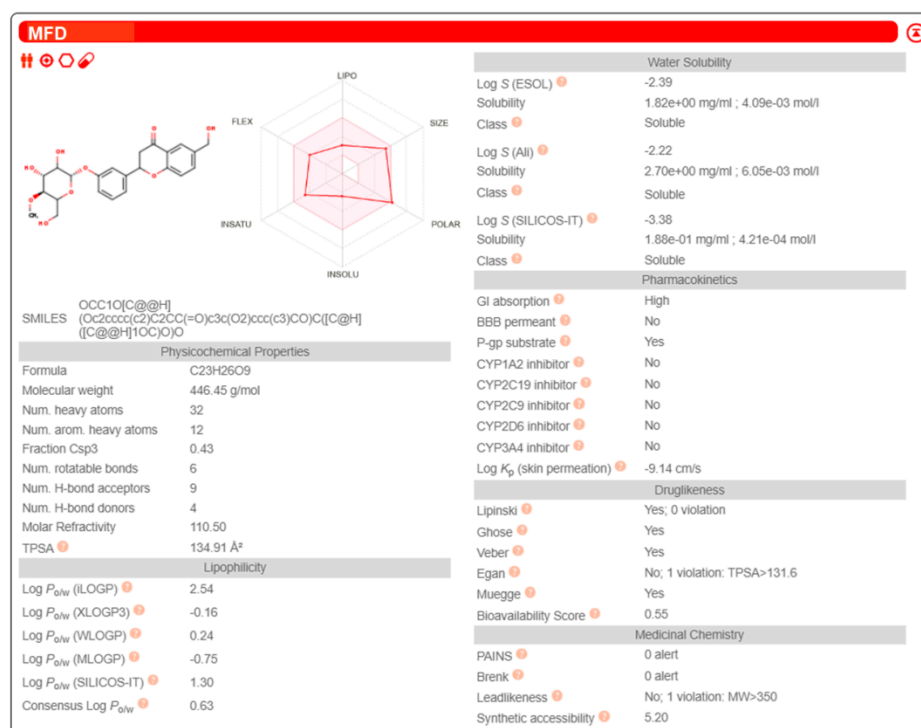 MFD
LIPO
SIZE
POLAR
INSOLU
INSATU
FLEX
O
OH
OH
OH
HO
O
O
O
O
CH₃
HO
SMILES OCC1O[C@@H]
(Oc2cccc(c2)C2CC(=O)c3c(O2)ccc(c3)CO)C([C@H]
([C@@H]1OC)O)O
Physicochemical Properties
Formula C23H26O9
Molecular weight 446.45 g/mol
Num. heavy atoms 32
Num. arom. heavy atoms 12
Fraction Csp3 0.43
Num. rotatable bonds 6
Num. H-bond acceptors 9
Num. H-bond donors 4
Molar Refractivity 110.50
TPSA ? 134.91 Å²
Lipophilicity
Log Po/w (iLOGP) ? 2.54
Log Po/w (XLOGP3) ? -0.16
Log Po/w (WLOGP) ? 0.24
Log Po/w (MLOGP) ? -0.75
Log Po/w (SILICOS-IT) ? 1.30
Consensus Log Po/w ? 0.63
Water Solubility
Log S (ESOL) ? -2.39
Solubility 1.82e+00 mg/ml ; 4.09e-03 mol/l
Class ? Soluble
Log S (Ali) ? -2.22
Solubility 2.70e+00 mg/ml ; 6.05e-03 mol/l
Class ? Soluble
Log S (SILICOS-IT) ? -3.38
Solubility 1.88e-01 mg/ml ; 4.21e-04 mol/l
Class ? Soluble
Pharmacokinetics
GI absorption ? High
BBB permeant ? No
P-gp substrate ? Yes
CYP1A2 inhibitor ? No
CYP2C19 inhibitor ? No
CYP2C9 inhibitor ? No
CYP2D6 inhibitor ? No
CYP3A4 inhibitor ? No
Log Kp (skin permeation) ? -9.14 cm/s
Druglikeness
Lipinski ? Yes; 0 violation
Ghose ? Yes
Veber ? Yes
Egan ? No; 1 violation: TPSA>131.6
Muegge ? Yes
Bioavailability Score ? 0.55
Medicinal Chemistry
PAINS ? 0 alert
Brenk ? 0 alert
Leadlikeness ? No; 1 violation: MW>350
Synthetic accessibility ? 5.20